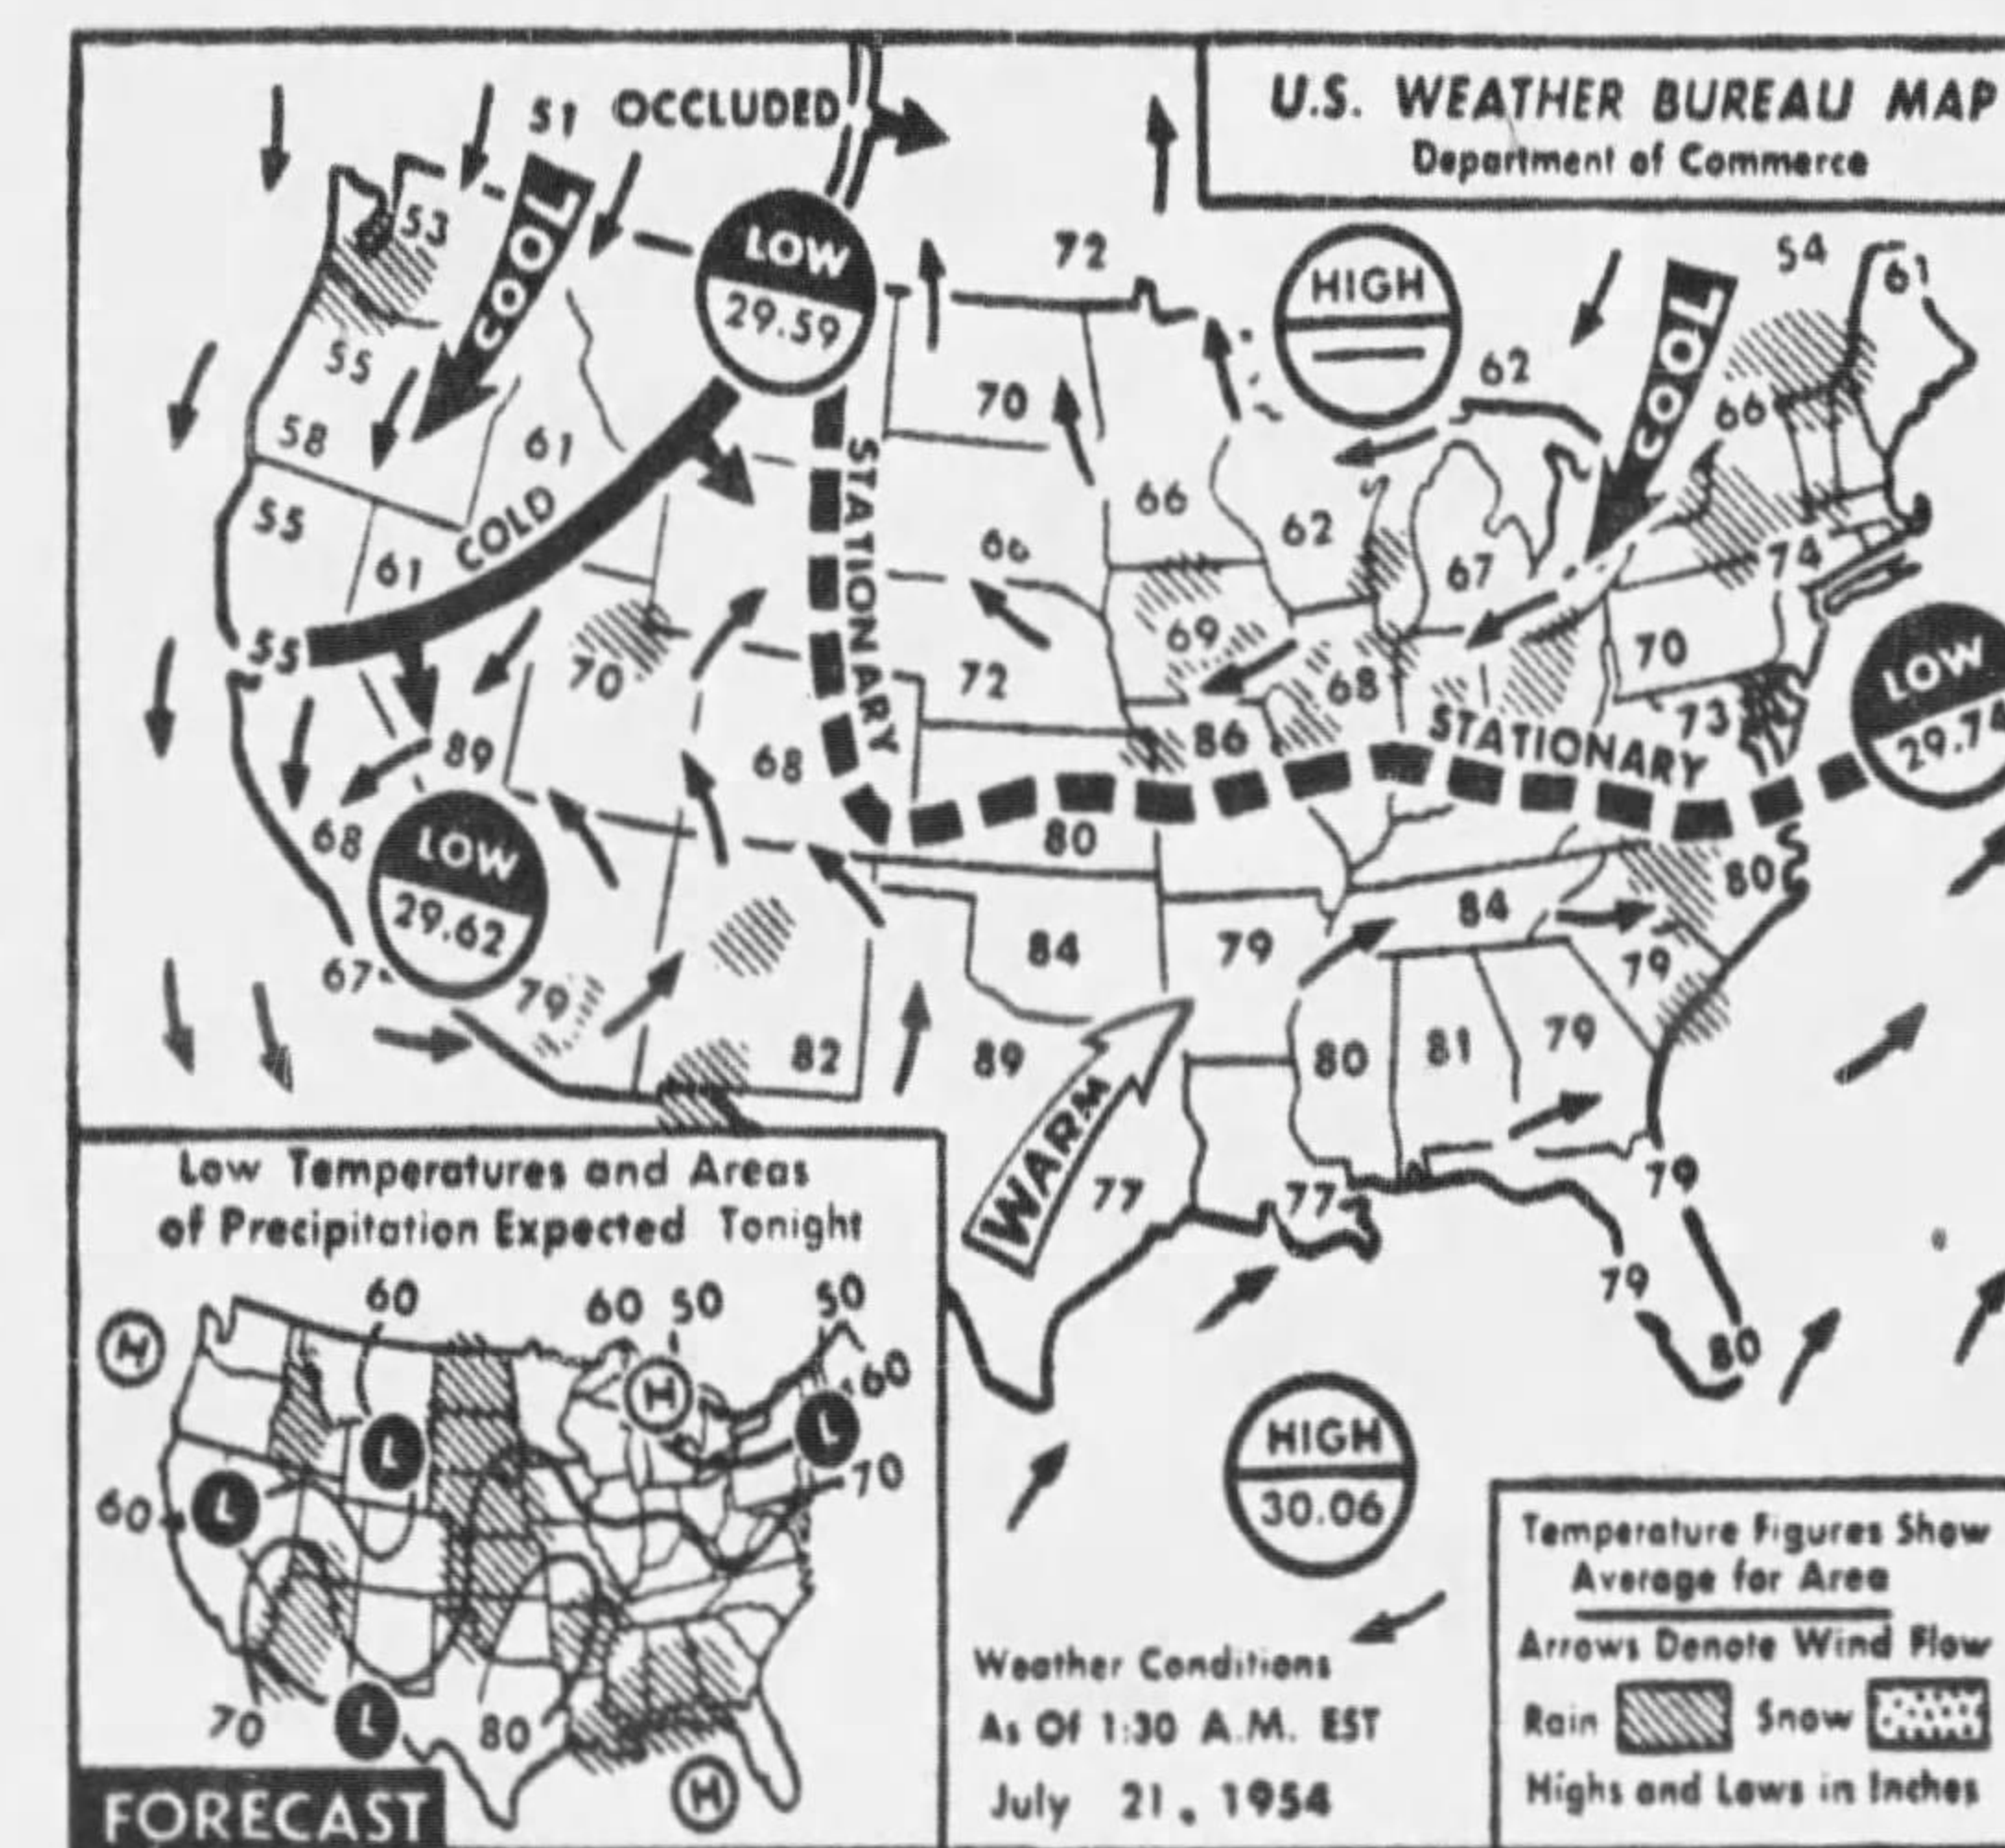 U.S. WEATHER BUREAU MAP
Department of Commerce
51 OCCLUDED
COOL
53
LOW
29.59
72
HIGH
62
COOL
54
61
55
58
61
70
66
STATIONARY
66
62
67
74
55
61
COLD
66
55
70
72
69
68
70
73
LOW
89
68
86
STATIONARY
80
80
68
LOW
29.62
67
79
82
84
79
84
79
89
80
81
79
WARM
77
77
79
79
80
HIGH
30.06
Low Temperatures and Areas
of Precipitation Expected Tonight
60
60 50
50
H
H
60
L
L
70
60
L
70
L
80
H
FORECAST
Weather Conditions
As Of 1:30 A.M. EST
July 21, 1954
Temperature Figures Show
Average for Area
Arrows Denote Wind Flow
Rain
Snow
Highs and Lows in Inches